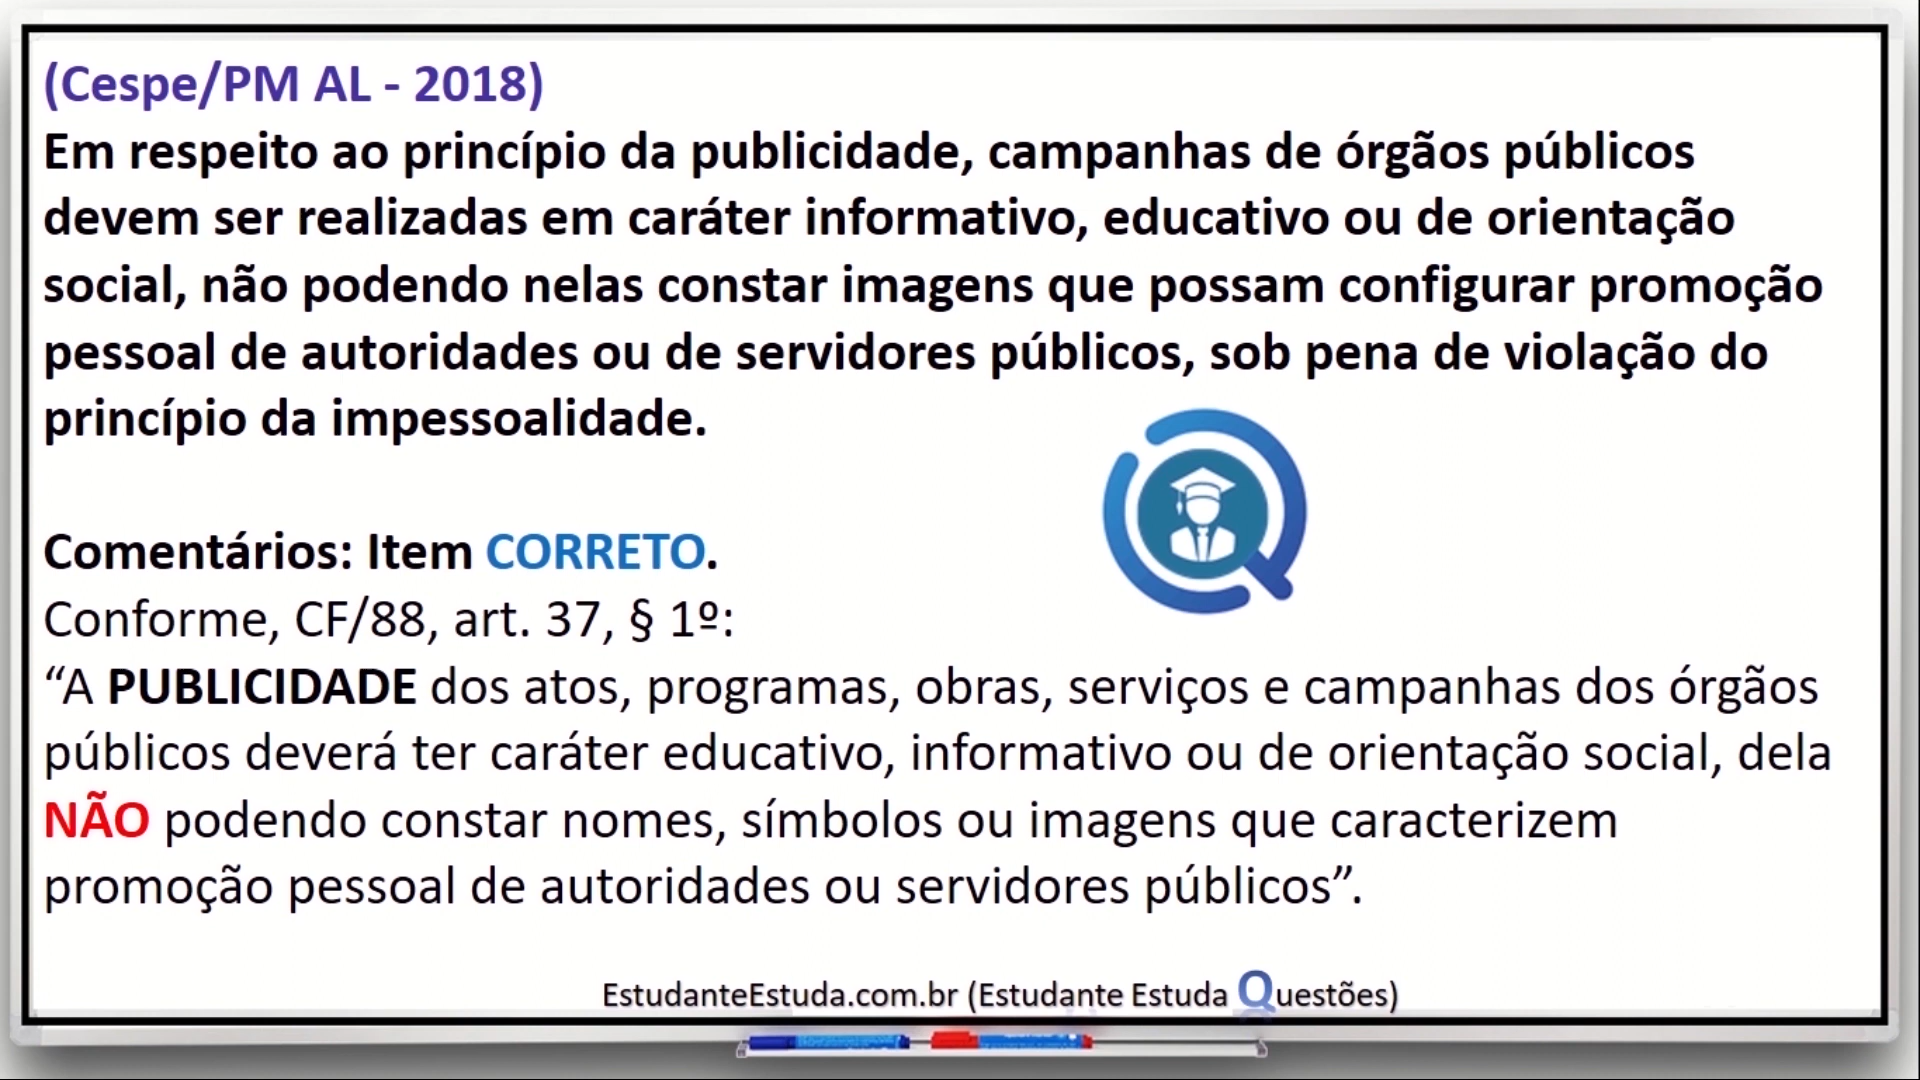 (Cespe/PM AL - 2018)
Em respeito ao princípio da publicidade, campanhas de órgãos públicos
devem ser realizadas em caráter informativo, educativo ou de orientação
social, não podendo nelas constar imagens que possam configurar promoção
pessoal de autoridades ou de servidores públicos, sob pena de violação do
princípio da impessoalidade.
Comentários: Item CORRETO.
Conforme, CF/88, art. 37, § 1º:
“A PUBLICIDADE dos atos, programas, obras, serviços e campanhas dos órgãos
públicos deverá ter caráter educativo, informativo ou de orientação social, dela
NÃO podendo constar nomes, símbolos ou imagens que caracterizem
promoção pessoal de autoridades ou servidores públicos”.
EstudanteEstuda.com.br (Estudante Estuda Questões)